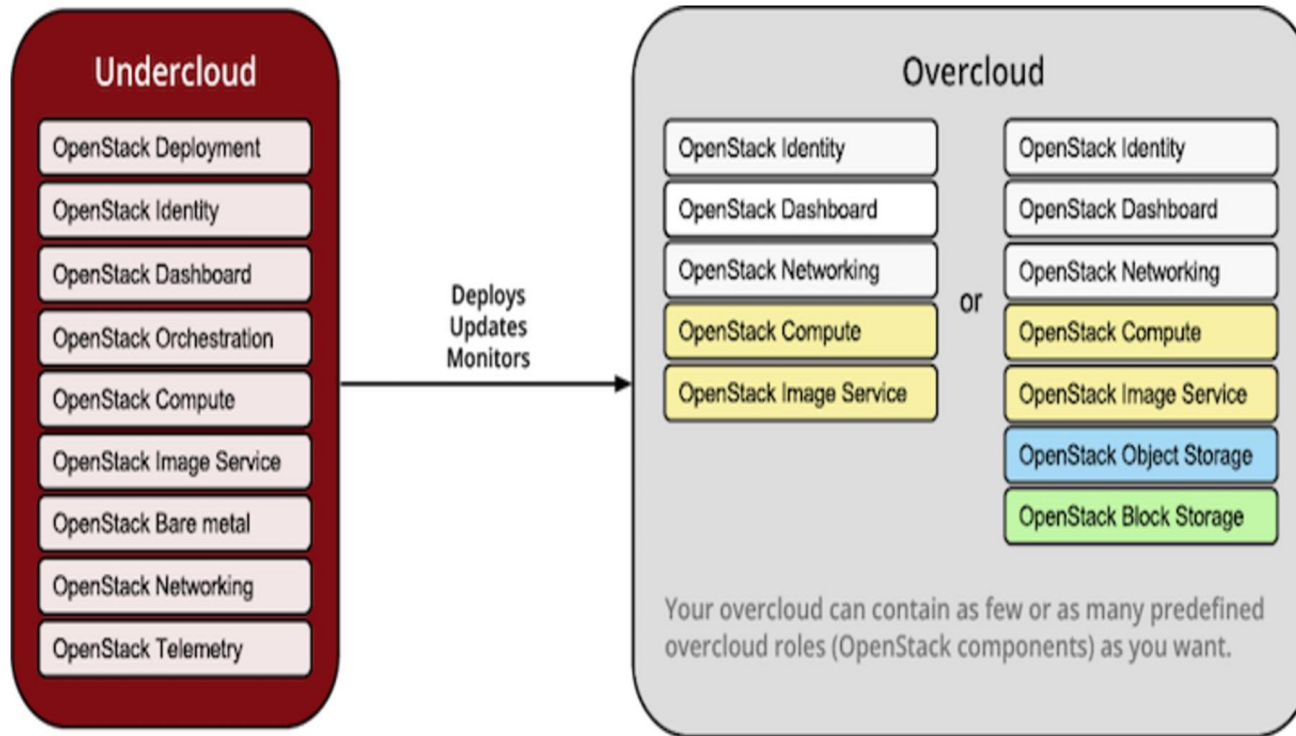 Undercloud
OpenStack Deployment
OpenStack Identity
OpenStack Dashboard
OpenStack Orchestration
OpenStack Compute
OpenStack Image Service
OpenStack Bare metal
OpenStack Networking
OpenStack Telemetry
Deploys
Updates
Monitors
Overcloud
OpenStack Identity
OpenStack Dashboard
OpenStack Networking
OpenStack Compute
OpenStack Image Service
or
OpenStack Identity
OpenStack Dashboard
OpenStack Networking
OpenStack Compute
OpenStack Image Service
OpenStack Object Storage
OpenStack Block Storage
Your overcloud can contain as few or as many predefined
overcloud roles (OpenStack components) as you want.